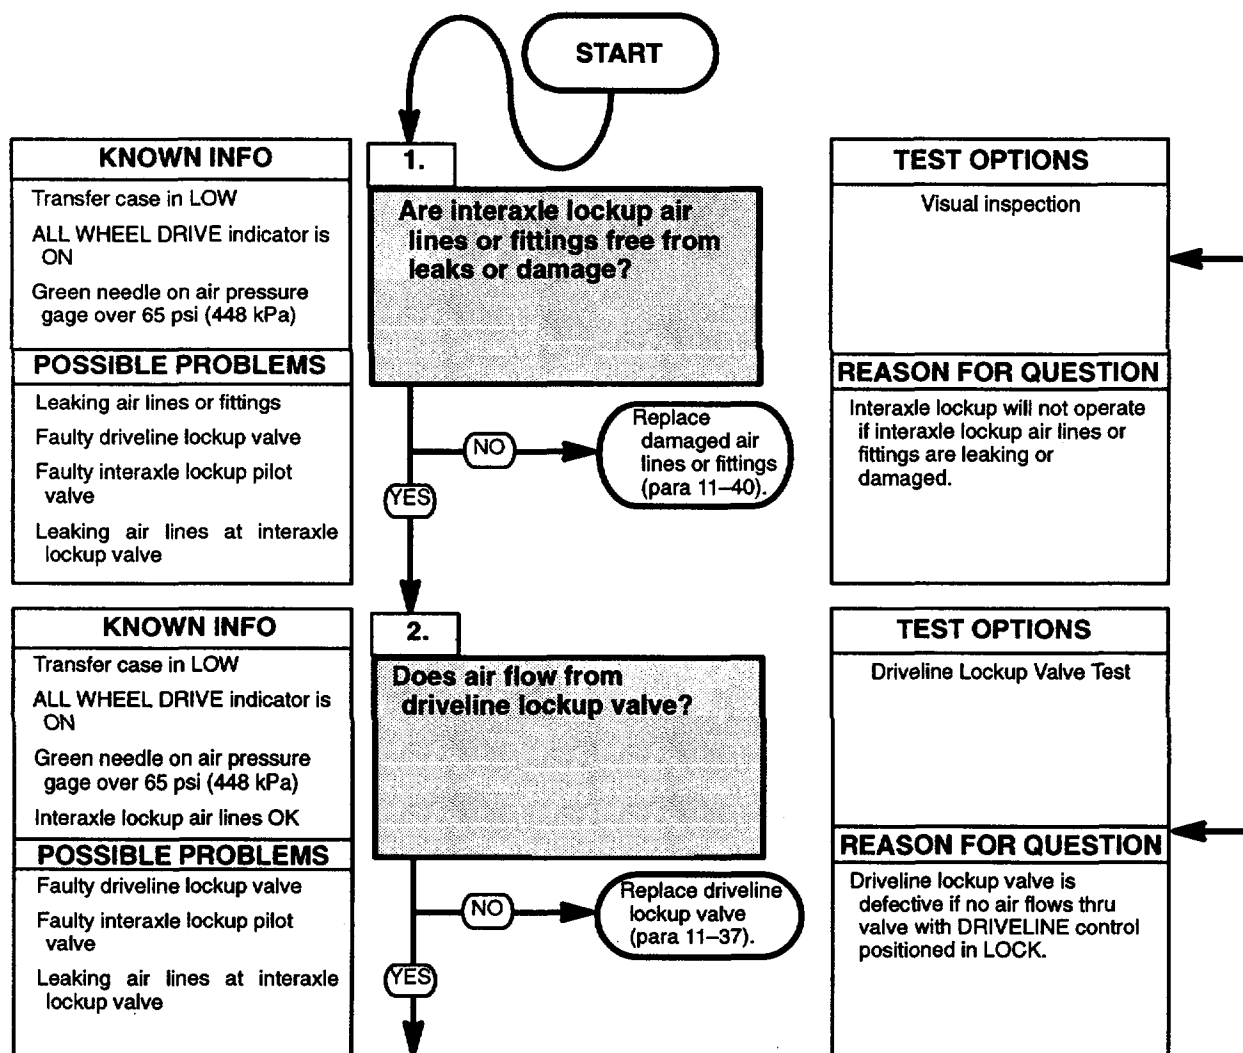 START
KNOWN INFO
Transfer case in LOW
ALL WHEEL DRIVE indicator is
ON
Green needle on air pressure
gage over 65 psi (448 kPa)
POSSIBLE PROBLEMS
Leaking air lines or fittings
Faulty driveline lockup valve
Faulty interaxle lockup pilot
valve
Leaking air lines at interaxle
lockup valve
1.
Are interaxle lockup air
lines or fittings free from
leaks or damage?
NO
Replace
damaged air
lines or fittings
(para 11–40).
YES
TEST OPTIONS
Visual inspection
REASON FOR QUESTION
Interaxle lockup will not operate
if interaxle lockup air lines or
fittings are leaking or
damaged.
KNOWN INFO
Transfer case in LOW
ALL WHEEL DRIVE indicator is
ON
Green needle on air pressure
gage over 65 psi (448 kPa)
Interaxle lockup air lines OK
POSSIBLE PROBLEMS
Faulty driveline lockup valve
Faulty interaxle lockup pilot
valve
Leaking air lines at interaxle
lockup valve
2.
Does air flow from
driveline lockup valve?
NO
Replace driveline
lockup valve
(para 11–37).
YES
TEST OPTIONS
Driveline Lockup Valve Test
REASON FOR QUESTION
Driveline lockup valve is
defective if no air flows thru
valve with DRIVELINE control
positioned in LOCK.